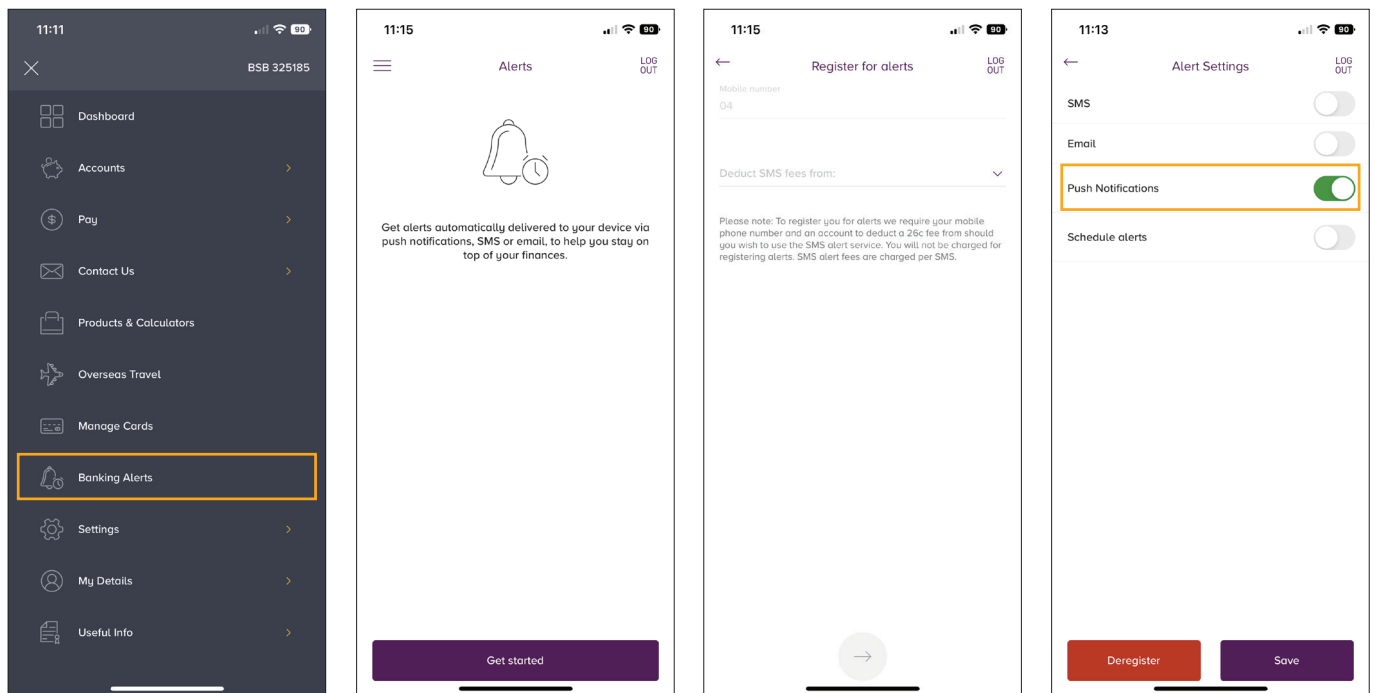 11:11
90
BSB 325185
Dashboard
Accounts
Pay
Contact Us
Products & Calculators
Overseas Travel
Manage Cards
Banking Alerts
Settings
My Details
Useful Info
11:15
90
Alerts
LOG
OUT
Get alerts automatically delivered to your device via
push notifications, SMS or email, to help you stay on
top of your finances.
Get started
11:15
90
Register for alerts
LOG
OUT
Mobile number
04
Deduct SMS fees from:
Please note: To register you for alerts we require your mobile
phone number and an account to deduct a 26c fee from should
you wish to use the SMS alert service. You will not be charged for
registering alerts. SMS alert fees are charged per SMS.
11:13
90
Alert Settings
LOG
OUT
SMS
Email
Push Notifications
Schedule alerts
Deregister
Save